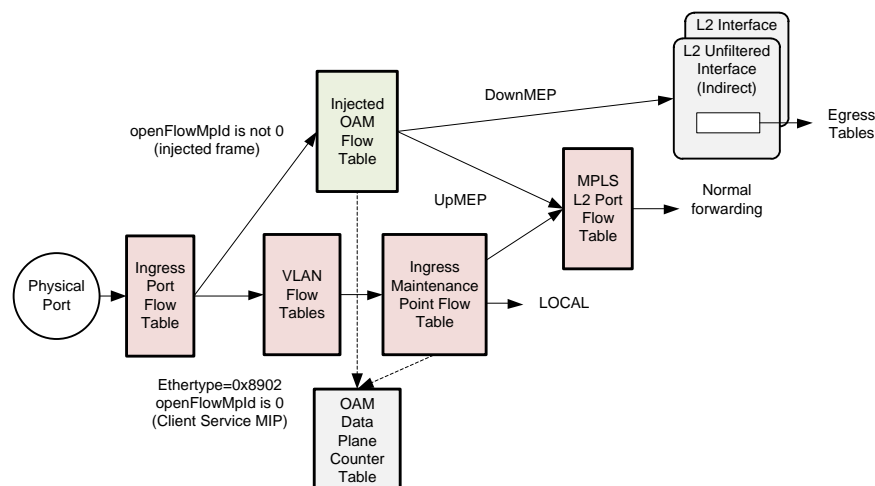 L2 Interface
L2 Unfiltered
Interface
(Indirect)
Egress
Tables
DownMEP
Injected
OAM
Flow
Table
openFlowMpId is not 0
(injected frame)
UpMEP
MPLS
L2 Port
Flow
Table
Normal
forwarding
Physical
Port
Ingress
Port
Flow
Table
VLAN
Flow
Tables
Ingress
Maintenance
Point Flow
Table
LOCAL
Ethertype=0x8902
openFlowMpId is 0
(Client Service MIP)
OAM
Data
Plane
Counter
Table